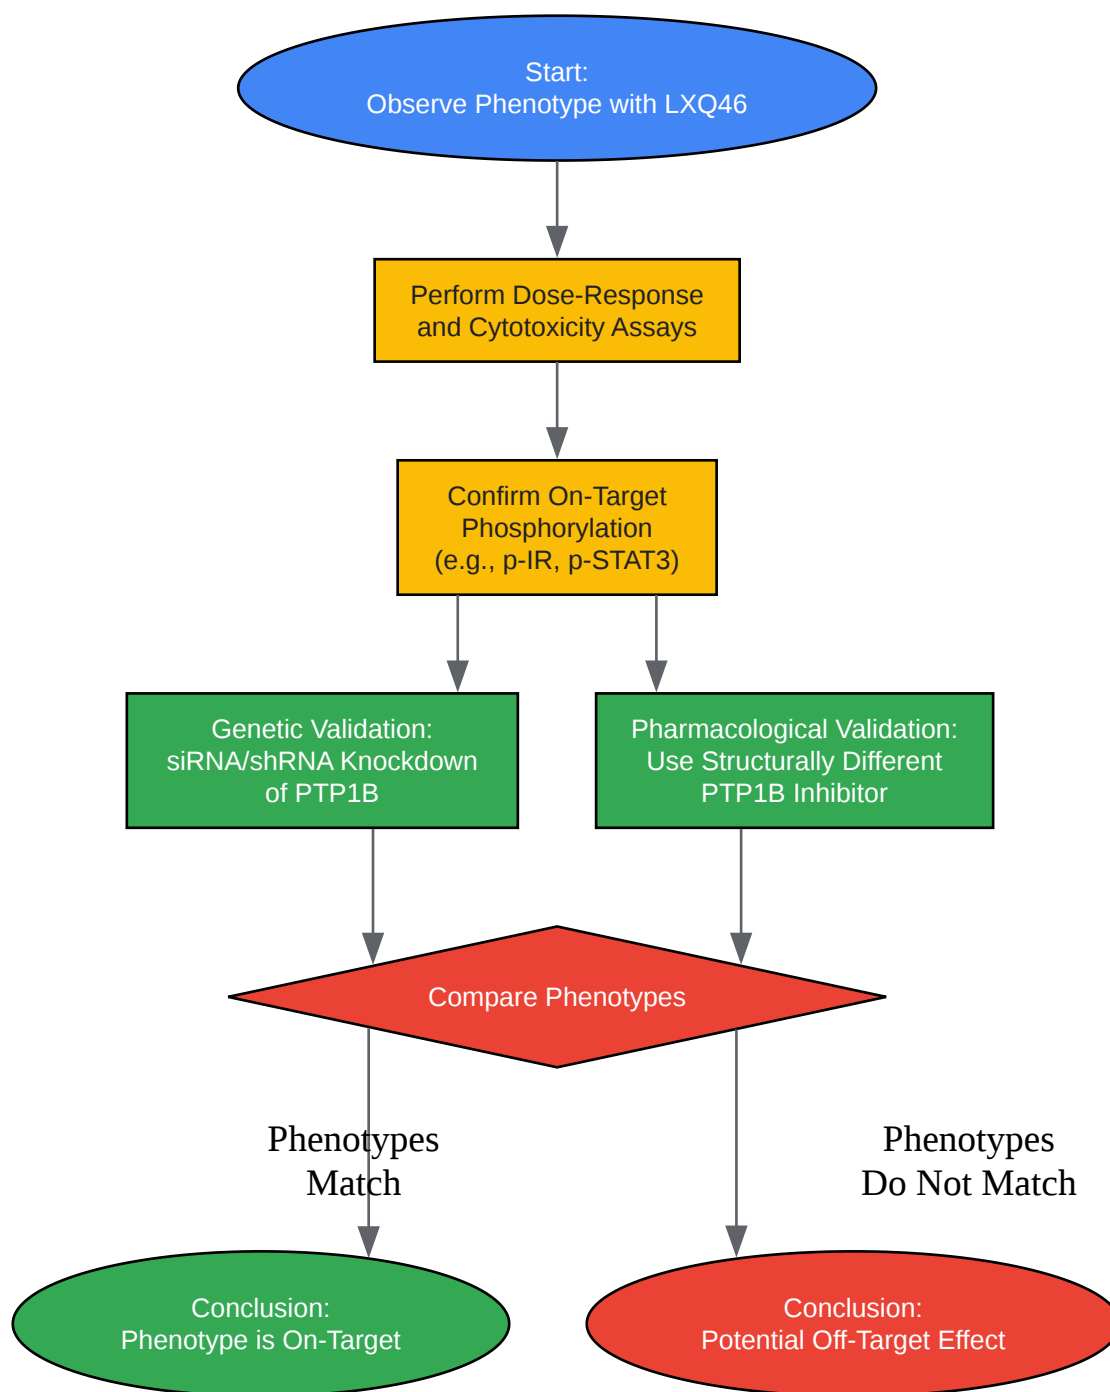 Start:
Observe Phenotype with LXQ46
Perform Dose-Response
and Cytotoxicity Assays
Confirm On-Target
Phosphorylation
(e.g., p-IR, p-STAT3)
Genetic Validation:
siRNA/shRNA Knockdown
of PTP1B
Pharmacological Validation:
Use Structurally Different
PTP1B Inhibitor
Compare Phenotypes
Phenotypes
Match
Phenotypes
Do Not Match
Conclusion:
Phenotype is On-Target
Conclusion:
Potential Off-Target Effect